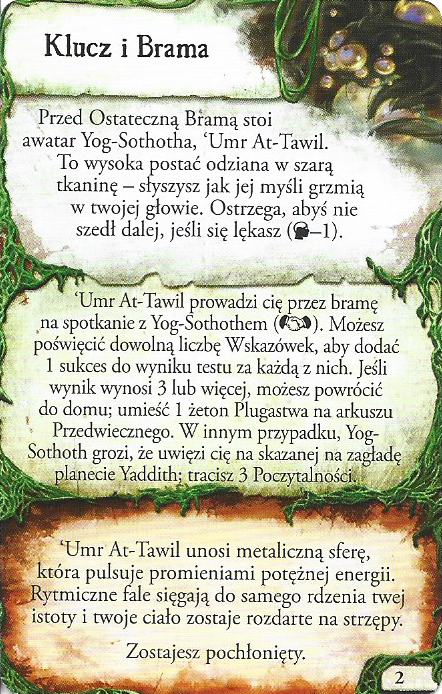 Klucz i Brama
Przed Ostateczną Bramą stoi
awatar Yog-Sothotha, ‘Umr At-Tawil.
To wysoka postać odziana w szarą
tkaninę – słyszysz jak jej myśli grzmią
w twojej głowie. Ostrzega, abyś nie
szedł dalej, jeśli się lękasz (–1).
‘Umr At-Tawil prowadzi cię przez bramę
na spotkanie z Yog-Sothothem (). Możesz
poświęcić dowolną liczbę Wskazówek, aby dodać
1 sukces do wyniku testu za każdą z nich. Jeśli
wynik wynosi 3 lub więcej, możesz powrócić
do domu; umieść 1 żeton Plugastwa na arkuszu
Przedwiecznego. W innym przypadku, Yog-
Sothoth grozi, że uwięzi cię na skazanej na zagładę
planecie Yaddith; tracisz 3 Poczytalności.
‘Umr At-Tawil unosi metaliczną sferę,
która pulsuje promieniami potężnej energii.
Rytmiczne fale sięgają do samego rdzenia twej
istoty i twoje ciało zostaje rozdarte na strzępy.
Zostajesz pochłonięty.
2